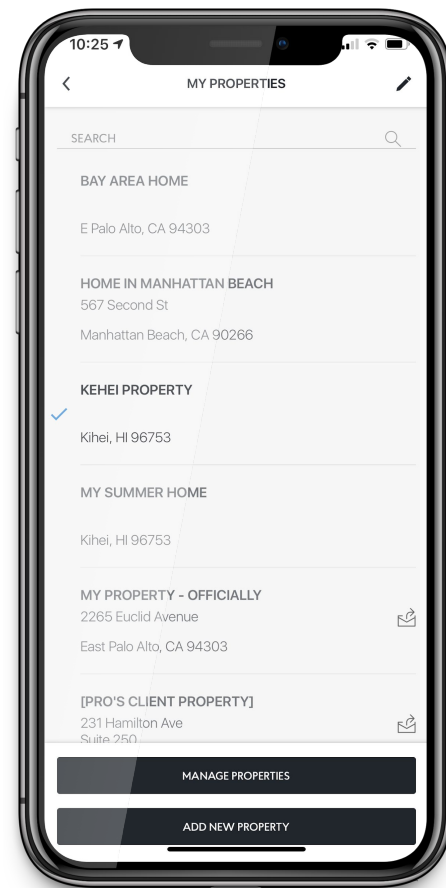 10:25
MY PROPERTIES
SEARCH
BAY AREA HOME
E Palo Alto, CA 94303
HOME IN MANHATTAN BEACH
567 Second St
Manhattan Beach, CA 90266
KEHEI PROPERTY
Kihei, HI 96753
MY SUMMER HOME
Kihei, HI 96753
MY PROPERTY - OFFICIALLY
2265 Euclid Avenue
East Palo Alto, CA 94303
[PRO'S CLIENT PROPERTY]
231 Hamilton Ave
Suite 250
MANAGE PROPERTIES
ADD NEW PROPERTY